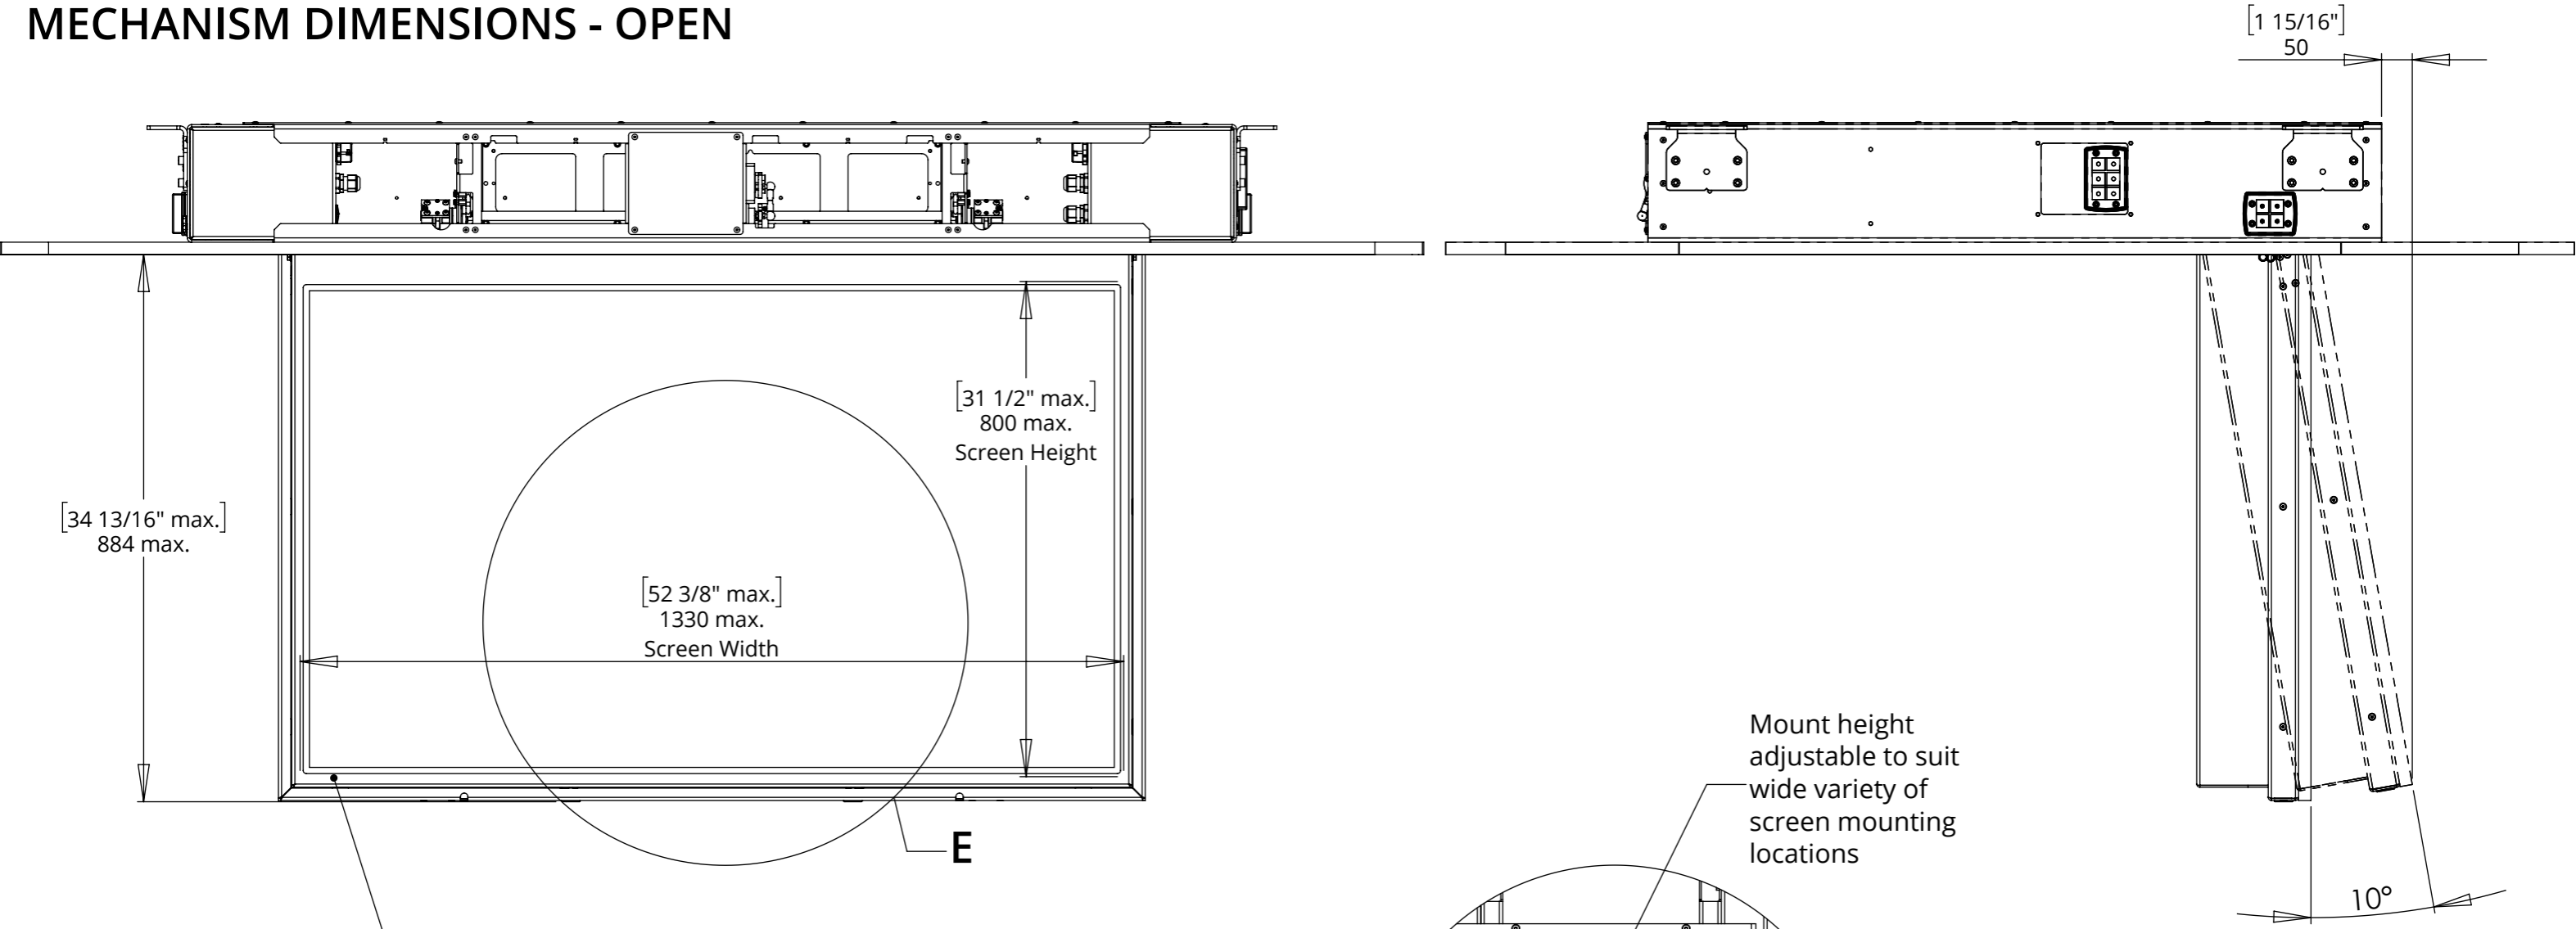 MECHANISM DIMENSIONS - OPEN
[1 15/16"]
50
[31 1/2" max.]
800 max.
Screen Height
[34 13/16" max.]
884 max.
[52 3/8" max.]
1330 max.
Screen Width
E
Mount height
adjustable to suit
wide variety of
screen mounting
locations
10°